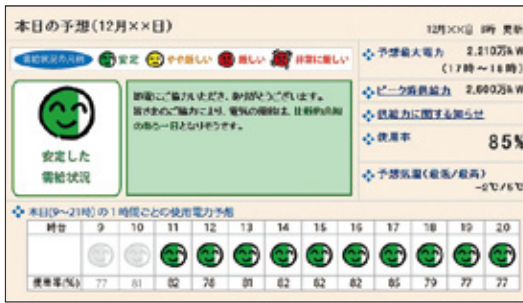 本日の予想(12月××日)
12月××日 8時 更新
需給状況の凡例 安定 やや厳しい 厳しい 非常に厳しい
予想最大電力 2,210万kW
(17時〜18時)
ピーク時供給力 2,600万kW
供給力に関するお知らせ
使用率 85%
予想気温(最低/最高)
-2℃/5℃
安定した
需給状況
節電にご協力いただき、ありがとうございます。
皆さまのご協力により、電気の需給は、比較的余裕
のある一日となりそうです。
本日(9〜21時)の1時間ごとの使用電力予想
時台 9 10 11 12 13 14 15 16 17 18 19 20
使用率(%) 77 81 82 78 81 82 82 82 85 79 77 77